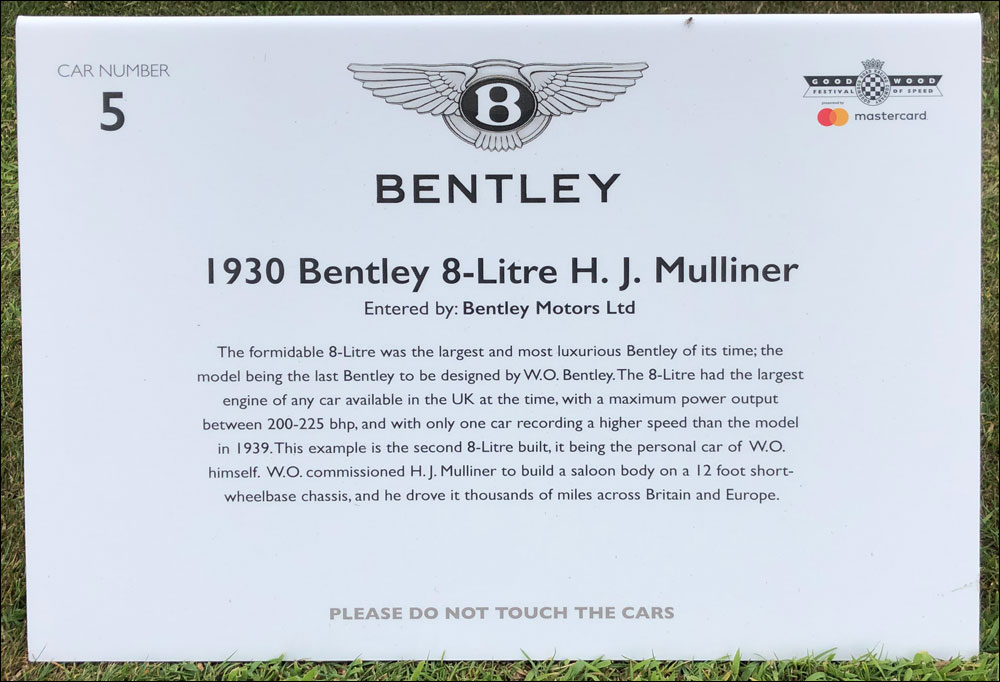 CAR NUMBER
5
B
BENTLEY
GOOD WOOD
FESTIVAL OF SPEED
presented by
mastercard
1930 Bentley 8-Litre H. J. Mulliner
Entered by: Bentley Motors Ltd
The formidable 8-Litre was the largest and most luxurious Bentley of its time; the
model being the last Bentley to be designed by W.O. Bentley. The 8-Litre had the largest
engine of any car available in the UK at the time, with a maximum power output
between 200-225 bhp, and with only one car recording a higher speed than the model
in 1939. This example is the second 8-Litre built, it being the personal car of W.O.
himself. W.O. commissioned H. J. Mulliner to build a saloon body on a 12 foot short-
wheelbase chassis, and he drove it thousands of miles across Britain and Europe.
PLEASE DO NOT TOUCH THE CARS